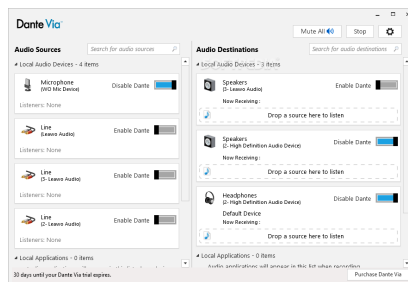 Dante Via™
Mute All
Stop
Audio Sources
Search for audio sources
Local Audio Devices - 4 items
Microphone
(WO Mic Device)
Disable Dante
Listeners: None
Line
(Leawo Audio)
Enable Dante
Listeners: None
Line
(3- Leawo Audio)
Enable Dante
Listeners: None
Line
(2- Leawo Audio)
Enable Dante
Listeners: None
Local Applications - 0 items
Audio Destinations
Search for audio destinations
Local Audio Devices - 3 items
Speakers
(3- Leawo Audio)
Enable Dante
Now Receiving :
Drop a source here to listen
Speakers
(2- High Definition Audio Device)
Disable Dante
Now Receiving :
Drop a source here to listen
Headphones
(2- High Definition Audio Device)
Disable Dante
Default Device
Now Receiving :
Drop a source here to listen
Local Applications - 0 items
Audio applications will appear in this list when recording
30 days until your Dante Via trial expires.
Purchase Dante Via